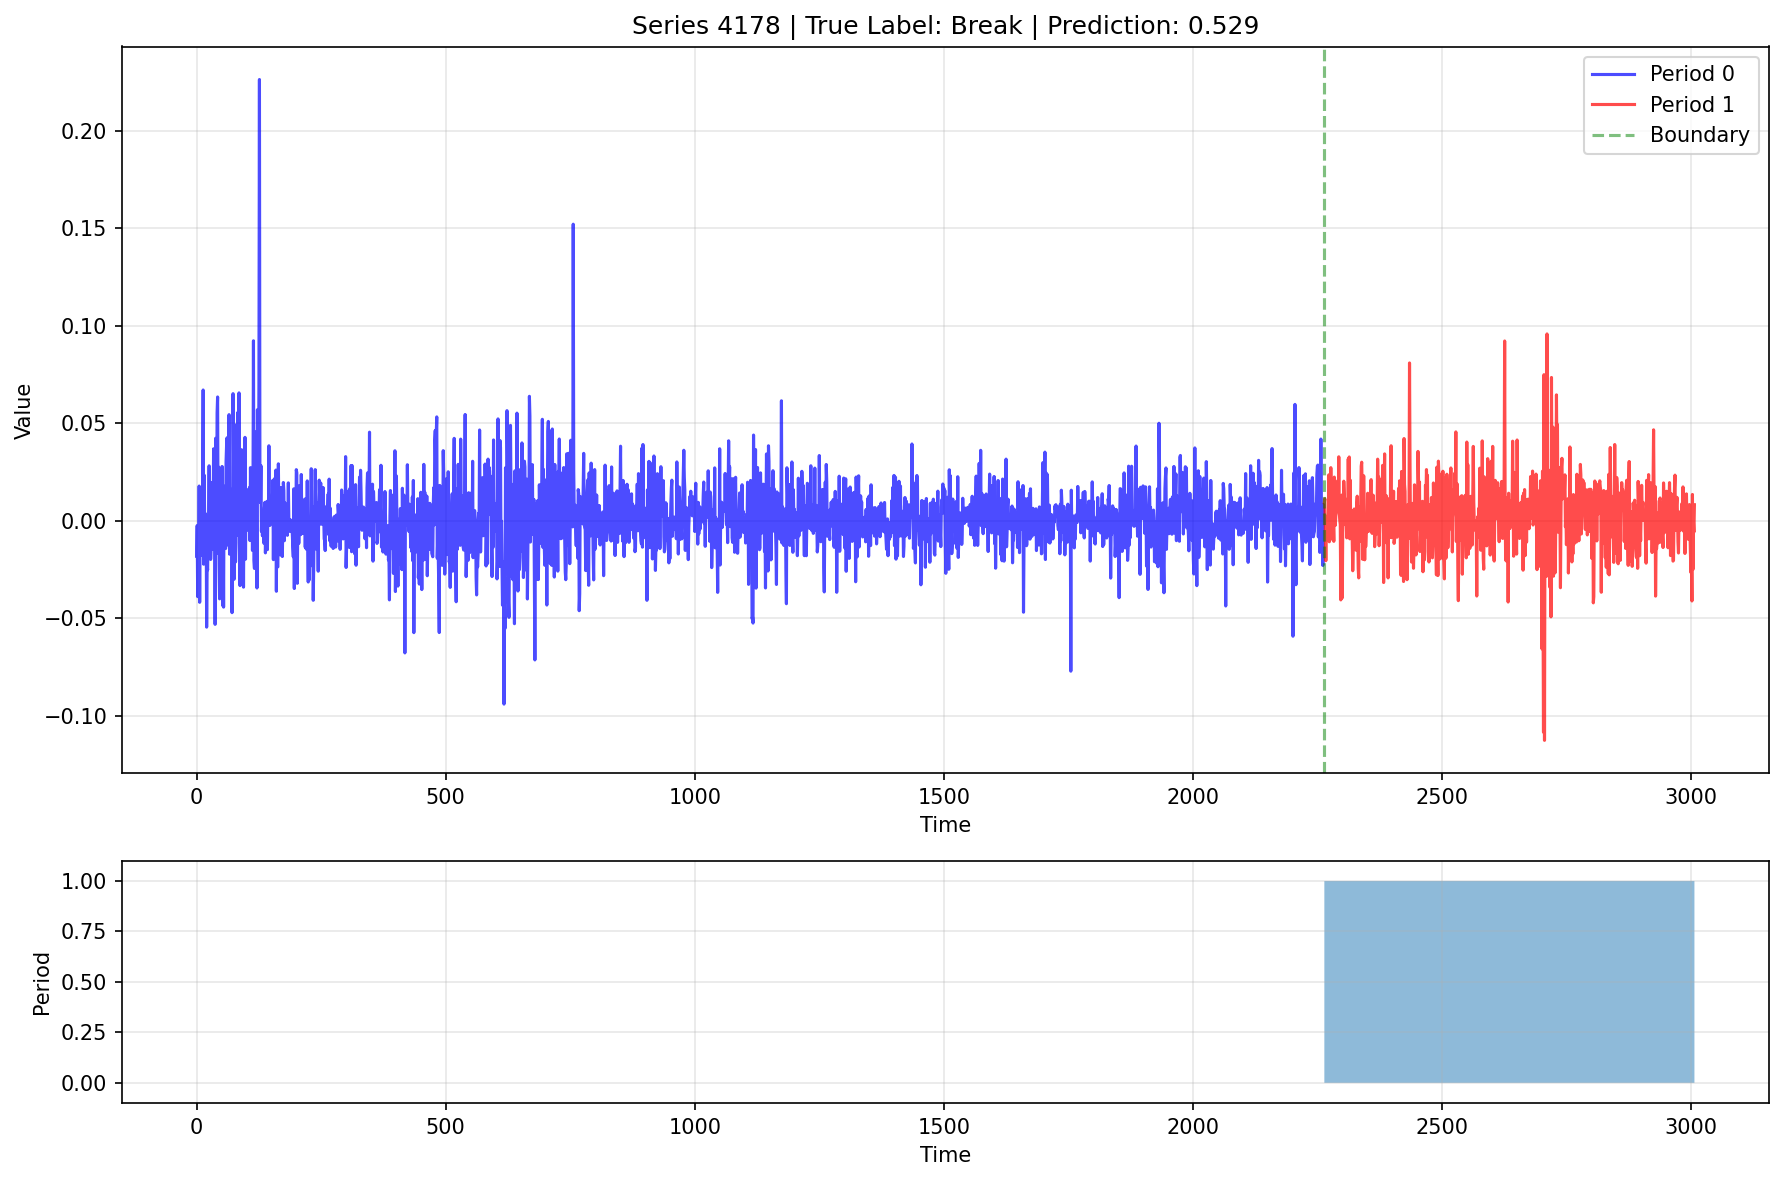 Series 4178 | True Label: Break | Prediction: 0.529
Period 0
Period 1
Boundary
Value
0.20
0.15
0.10
0.05
0.00
−0.05
−0.10
0 500 1000 1500 2000 2500 3000
Time
Period
1.00
0.75
0.50
0.25
0.00
0 500 1000 1500 2000 2500 3000
Time